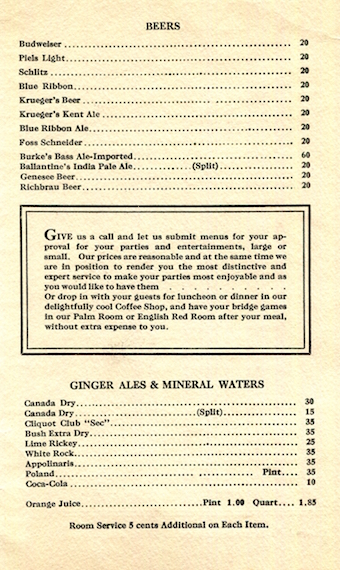 BEERS
Budweiser ........ 20
Piels Light........ 20
Schlitz ........ 20
Blue Ribbon........ 20
Krueger's Beer ........ 20
Krueger's Kent Ale ........ 20
Blue Ribbon Ale........ 20
Foss Schneider ........ 20
Burke's Bass Ale-Imported........ 60
Ballantine's India Pale Ale........(Split)........ 20
Genesee Beer........ 20
Richbrau Beer........ 20
GIVE us a call and let us submit menus for your ap-
proval for your parties and entertainments, large or
small. Our prices are reasonable and at the same time we
are in position to render you the most distinctive and
expert service to make your parties most enjoyable and as
you would like to have them . . . . . . . . . .
Or drop in with your guests for luncheon or dinner in our
delightfully cool Coffee Shop, and have your bridge games
in our Palm Room or English Red Room after your meal,
without extra expense to you.
GINGER ALES & MINERAL WATERS
Canada Dry........ 30
Canada Dry........(Split)........ 15
Cliquot Club "Sec"........ 35
Bush Extra Dry........ 35
Lime Rickey........ 25
White Rock........ 35
Appolinaris........ 35
Poland........ Pint.... 35
Coca-Cola ........ 10
Orange Juice........Pint 1.00 Quart.... 1.85
Room Service 5 cents Additional on Each Item.